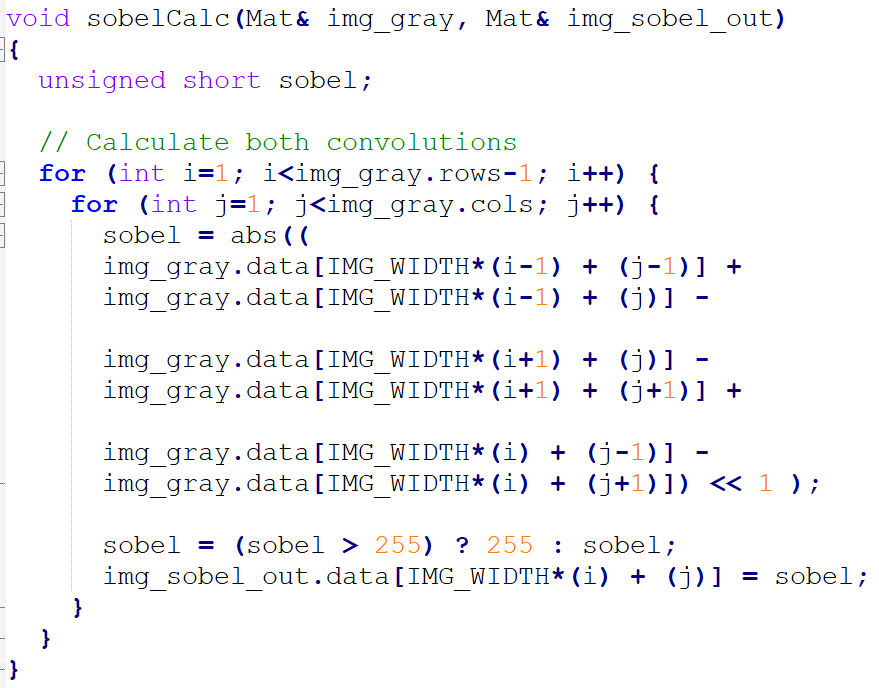 void sobelCalc(Mat& img_gray, Mat& img_sobel_out)
{
  unsigned short sobel;

  // Calculate both convolutions
  for (int i=1; i<img_gray.rows-1; i++) {
    for (int j=1; j<img_gray.cols; j++) {
      sobel = abs((
      img_gray.data[IMG_WIDTH*(i-1) + (j-1)] +
      img_gray.data[IMG_WIDTH*(i-1) + (j)] -

      img_gray.data[IMG_WIDTH*(i+1) + (j)] -
      img_gray.data[IMG_WIDTH*(i+1) + (j+1)] +

      img_gray.data[IMG_WIDTH*(i) + (j-1)] -
      img_gray.data[IMG_WIDTH*(i) + (j+1)]) << 1 );

      sobel = (sobel > 255) ? 255 : sobel;
      img_sobel_out.data[IMG_WIDTH*(i) + (j)] = sobel;
    }
  }
}